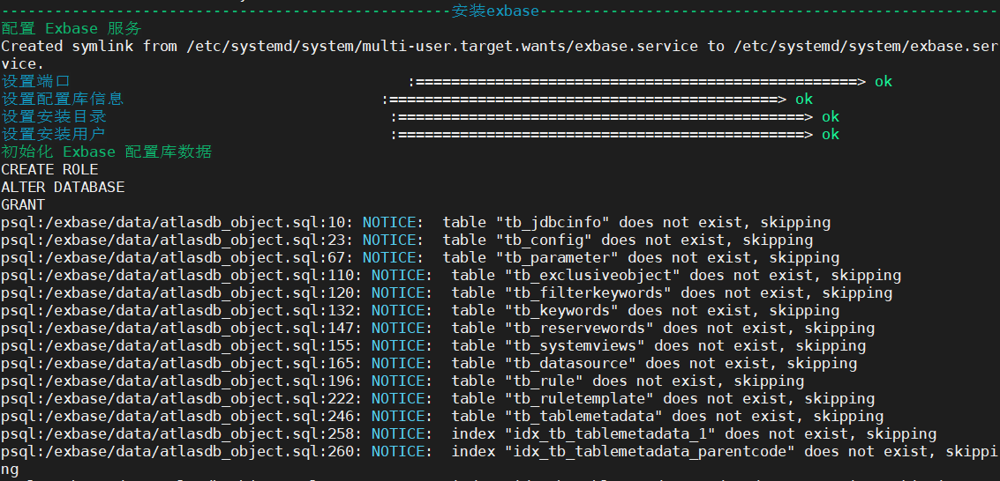 --------------------------------------------------安装exbase----------------------------------------------------
配置 Exbase 服务
Created symlink from /etc/systemd/system/multi-user.target.wants/exbase.service to /etc/systemd/system/exbase.ser
vice.
设置端口 :==================================================> ok
设置配置库信息 :============================================> ok
设置安装目录 :==============================================> ok
设置安装用户 :==============================================> ok
初始化 Exbase 配置库数据
CREATE ROLE
ALTER DATABASE
GRANT
psql:/exbase/data/atlasdb_object.sql:10: NOTICE:  table "tb_jdbcinfo" does not exist, skipping
psql:/exbase/data/atlasdb_object.sql:23: NOTICE:  table "tb_config" does not exist, skipping
psql:/exbase/data/atlasdb_object.sql:67: NOTICE:  table "tb_parameter" does not exist, skipping
psql:/exbase/data/atlasdb_object.sql:110: NOTICE:  table "tb_exclusiveobject" does not exist, skipping
psql:/exbase/data/atlasdb_object.sql:120: NOTICE:  table "tb_filterkeywords" does not exist, skipping
psql:/exbase/data/atlasdb_object.sql:132: NOTICE:  table "tb_keywords" does not exist, skipping
psql:/exbase/data/atlasdb_object.sql:147: NOTICE:  table "tb_reservewords" does not exist, skipping
psql:/exbase/data/atlasdb_object.sql:155: NOTICE:  table "tb_systemviews" does not exist, skipping
psql:/exbase/data/atlasdb_object.sql:165: NOTICE:  table "tb_datasource" does not exist, skipping
psql:/exbase/data/atlasdb_object.sql:196: NOTICE:  table "tb_rule" does not exist, skipping
psql:/exbase/data/atlasdb_object.sql:222: NOTICE:  table "tb_ruletemplate" does not exist, skipping
psql:/exbase/data/atlasdb_object.sql:246: NOTICE:  table "tb_tablemetadata" does not exist, skipping
psql:/exbase/data/atlasdb_object.sql:258: NOTICE:  index "idx_tb_tablemetadata_1" does not exist, skipping
psql:/exbase/data/atlasdb_object.sql:260: NOTICE:  index "idx_tb_tablemetadata_parentcode" does not exist, skippi
ng